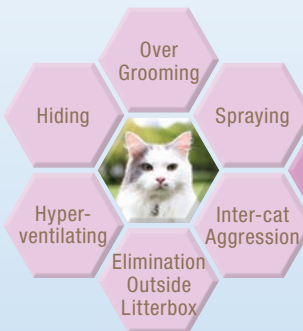 Over
Grooming
Hiding
Spraying
Hyper-
ventilating
Inter-cat
Aggression
Elimination
Outside
Litterbox